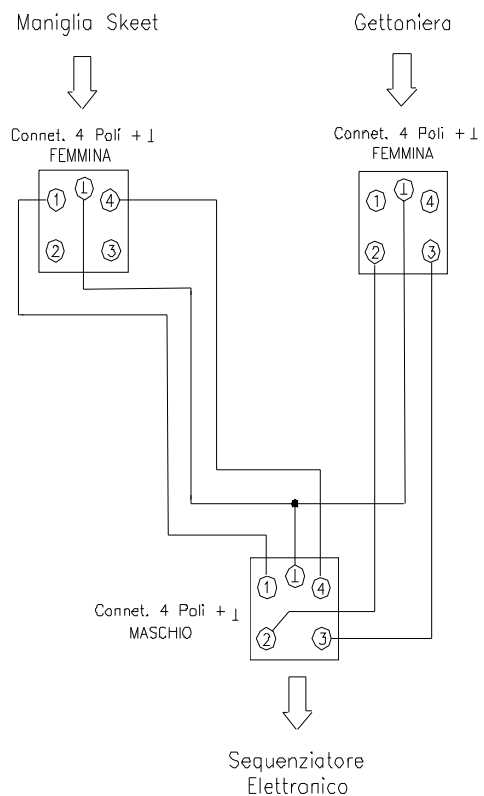 Maniglia Skeet
Gettoniera
Connet. 4 Poli + ⊥
FEMMINA
Connet. 4 Poli + ⊥
FEMMINA
1 ⊥ 4
2 3
1 ⊥ 4
2 3
1 ⊥ 4
2 3
Connet. 4 Poli + ⊥
MASCHIO
Sequenziatore
Elettronico